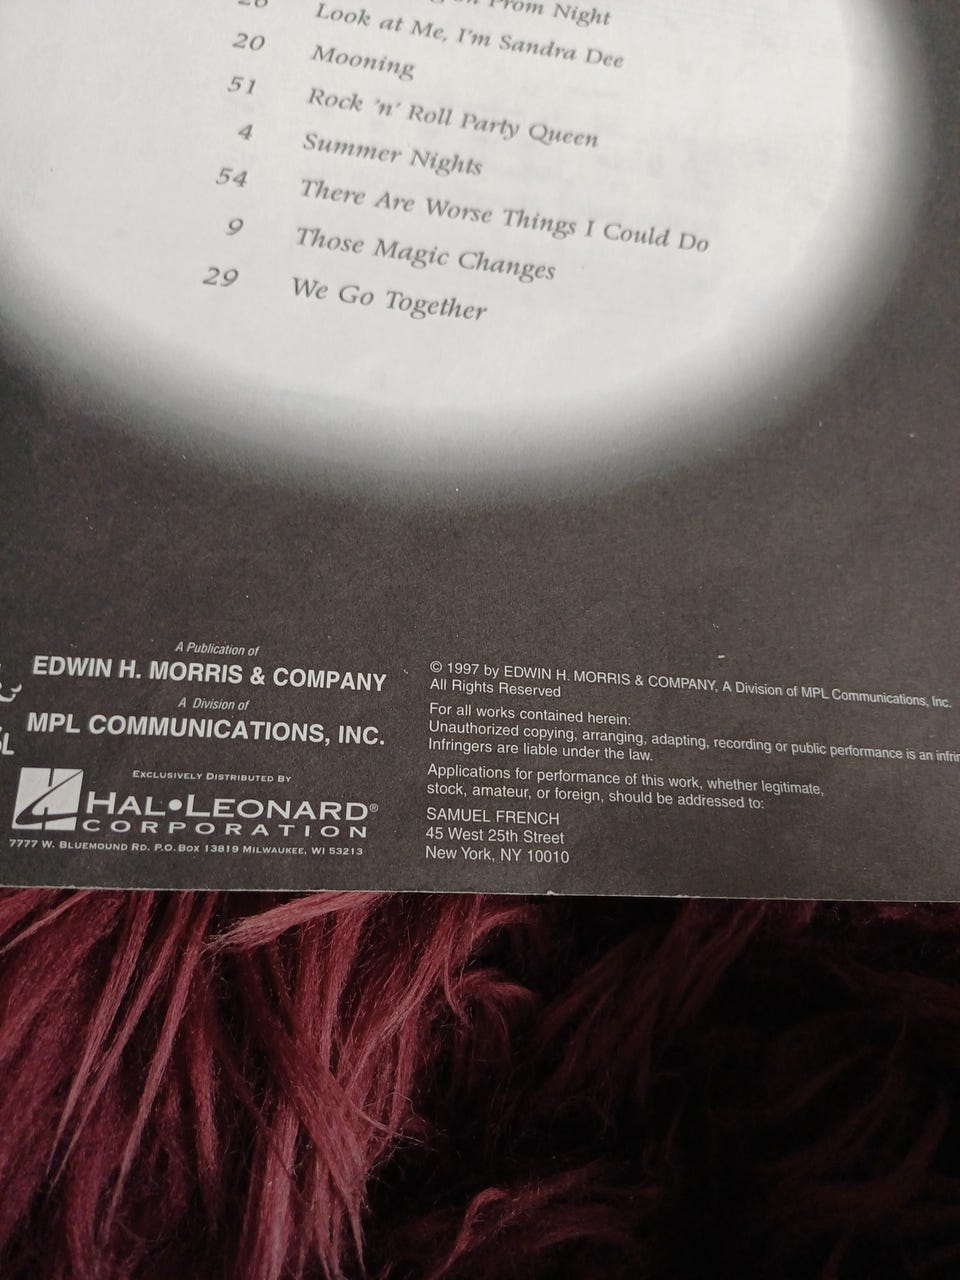 Prom Night
Look at Me, I'm Sandra Dee
20 Mooning
51 Rock 'n' Roll Party Queen
4 Summer Nights
54 There Are Worse Things I Could Do
9 Those Magic Changes
29 We Go Together
A Publication of
EDWIN H. MORRIS & COMPANY
A Division of
MPL COMMUNICATIONS, INC.
EXCLUSIVELY DISTRIBUTED BY
HAL•LEONARD®
CORPORATION
7777 W. BLUEMOUND RD. P.O. BOX 13819 MILWAUKEE, WI 53213
© 1997 by EDWIN H. MORRIS & COMPANY, A Division of MPL Communications, Inc.
All Rights Reserved
For all works contained herein:
Unauthorized copying, arranging, adapting, recording or public performance is an
Infringers are liable under the law.
Applications for performance of this work, whether legitimate,
stock, amateur, or foreign, should be addressed to:
SAMUEL FRENCH
45 West 25th Street
New York, NY 10010